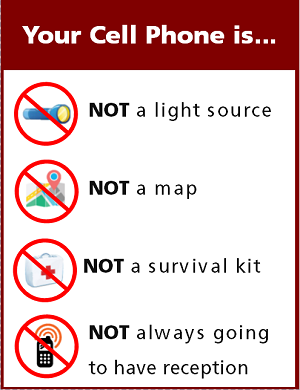 Your Cell Phone is...
NOT a light source
NOT a map
NOT a survival kit
NOT always going
to have reception